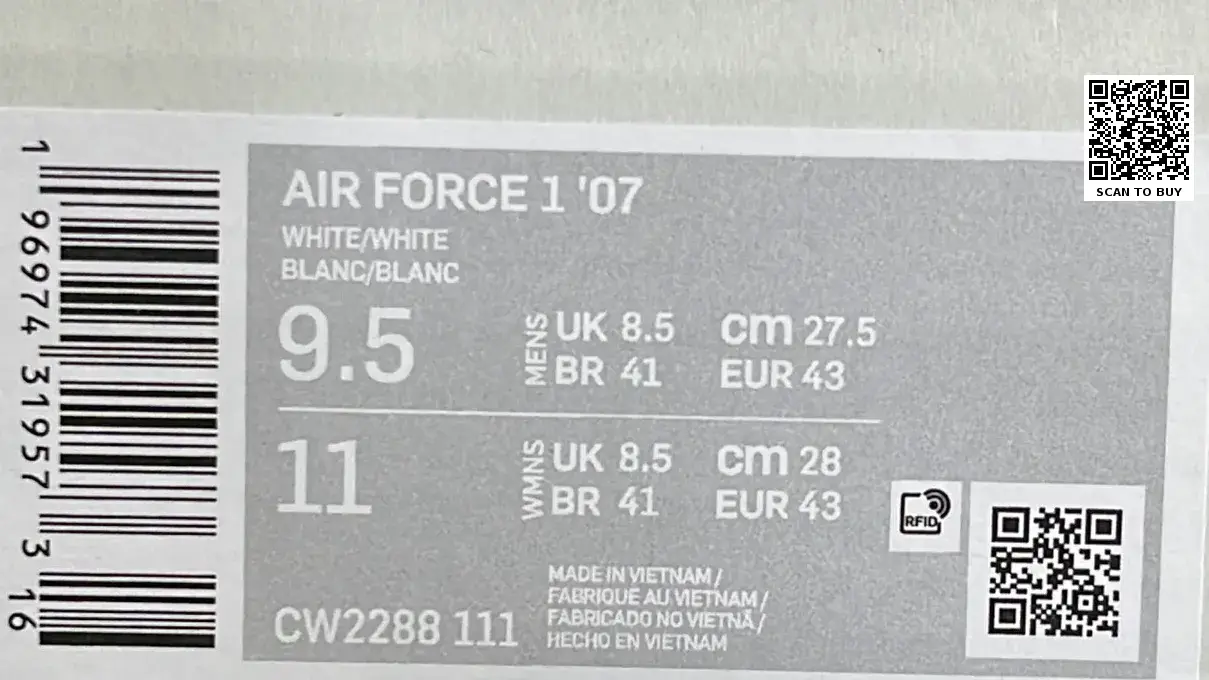 SCAN TO BUY
AIR FORCE 1 '07
WHITE/WHITE
BLANC/BLANC
9.5 MENS UK 8.5 cm 27.5
BR 41 EUR 43
11 WMNS UK 8.5 cm 28
BR 41 EUR 43
RFID
MADE IN VIETNAM /
FABRIQUE AU VIETNAM /
FABRICADO NO VIETNÃ /
HECHO EN VIETNAM
CW2288 111
1 96974 31957 3 16